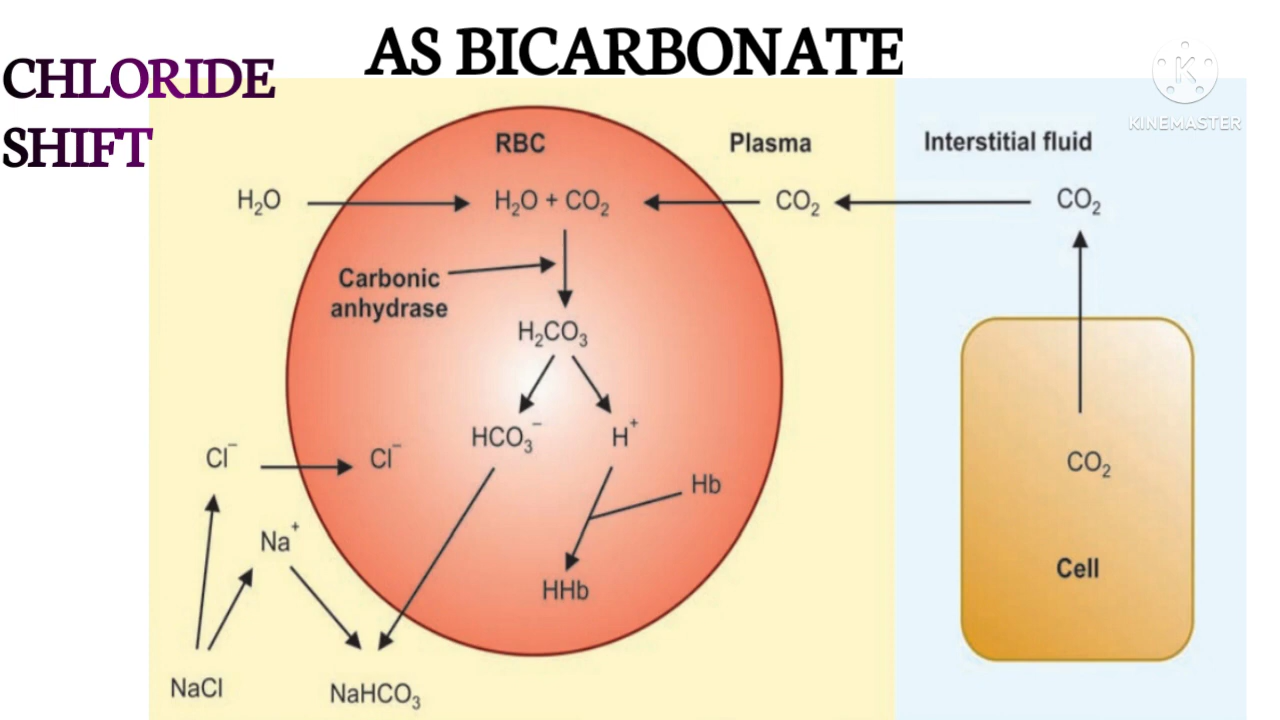 AS BICARBONATE
CHLORIDE
SHIFT
K
KINEMASTER
RBC
Plasma
Interstitial fluid
H₂O
H₂O + CO₂
CO₂
CO₂
Carbonic
anhydrase
H₂CO₃
HCO₃⁻
H⁺
Cl⁻
Cl⁻
CO₂
Hb
Na⁺
HHb
Cell
NaCl
NaHCO₃